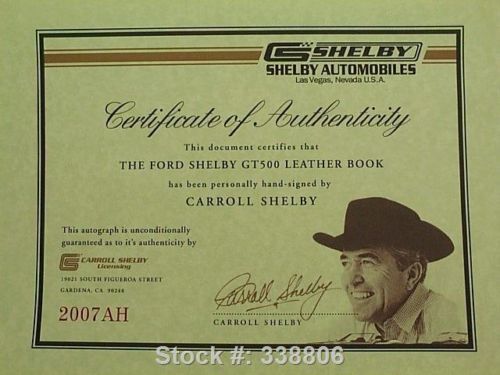 SHELBY
SHELBY AUTOMOBILES
Las Vegas, Nevada U.S.A.
Certificate of Authenticity
This document certifies that
THE FORD SHELBY GT500 LEATHER BOOK
has been personally hand-signed by
CARROLL SHELBY
This autograph is unconditionally
guaranteed as to it's authenticity by
CARROLL SHELBY
Licensing
19021 SOUTH FIGUEROA STREET
GARDENA, CA. 90248
2007AH
Carroll Shelby
CARROLL SHELBY
Stock #: 338806